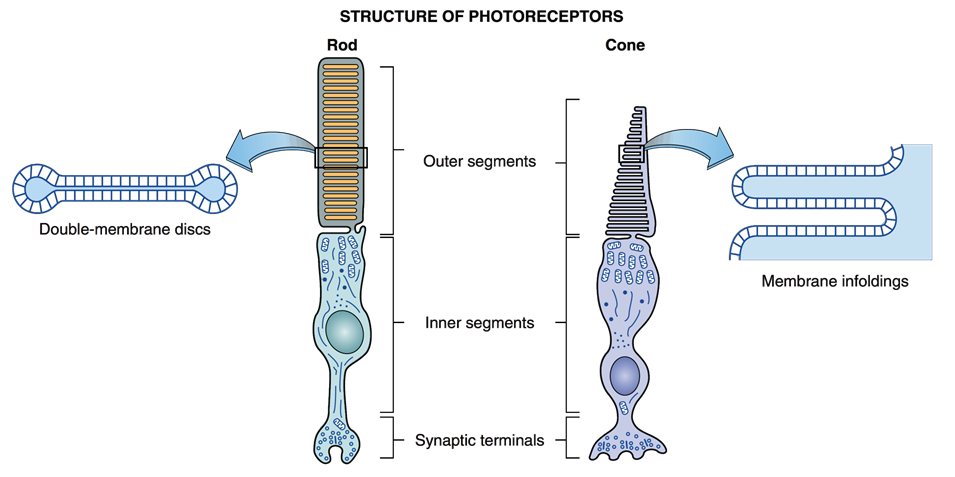 STRUCTURE OF PHOTORECEPTORS
Rod
Cone
Outer segments
Double-membrane discs
Membrane infoldings
Inner segments
Synaptic terminals